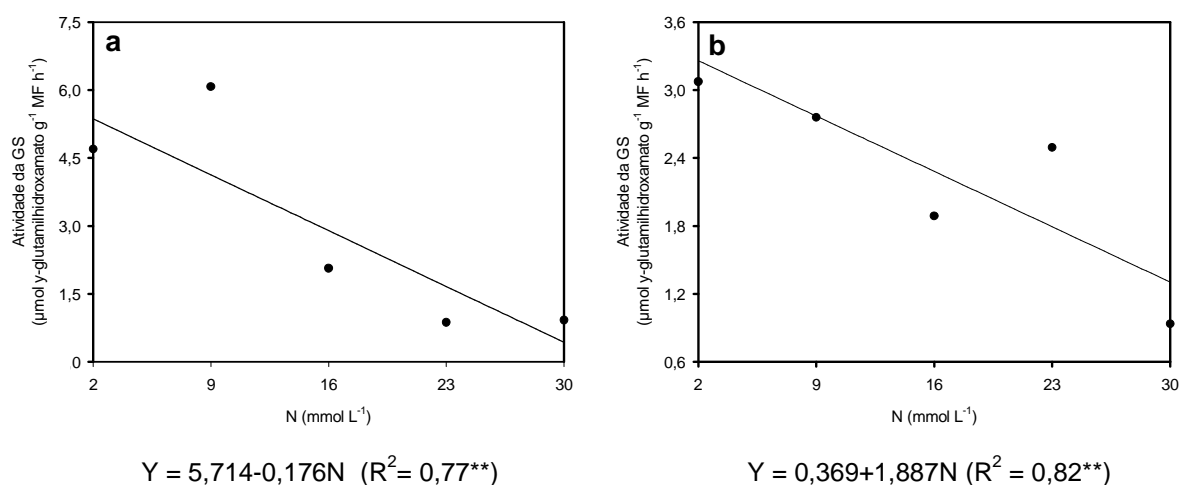 a
7,5
6,0
4,5
3,0
1,5
0
Atividade da GS
(µmol y-glutamilhidroxamato g⁻¹ MF h⁻¹)
2 9 16 23 30
N (mmol L⁻¹)
Y = 5,714-0,176N (R²= 0,77**)
b
3,6
3,0
2,4
1,8
1,2
0,6
Atividade da GS
(µmol y-glutamilhidroxamato g⁻¹ MF h⁻¹)
2 9 16 23 30
N (mmol L⁻¹)
Y = 0,369+1,887N (R² = 0,82**)